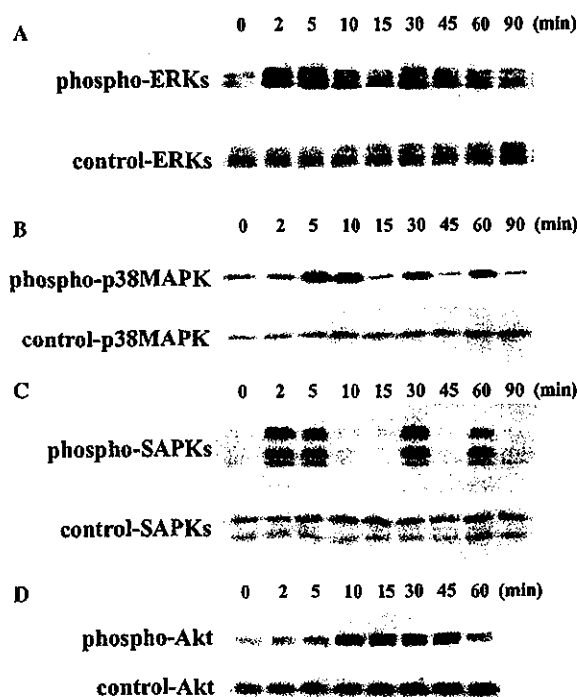 A
0 2 5 10 15 30 45 60 90 (min)
phospho-ERKs
control-ERKs
B
0 2 5 10 15 30 45 60 90 (min)
phospho-p38MAPK
control-p38MAPK
C
0 2 5 10 15 30 45 60 90 (min)
phospho-SAPKs
control-SAPKs
D
0 2 5 10 15 30 45 60 (min)
phospho-Akt
control-Akt